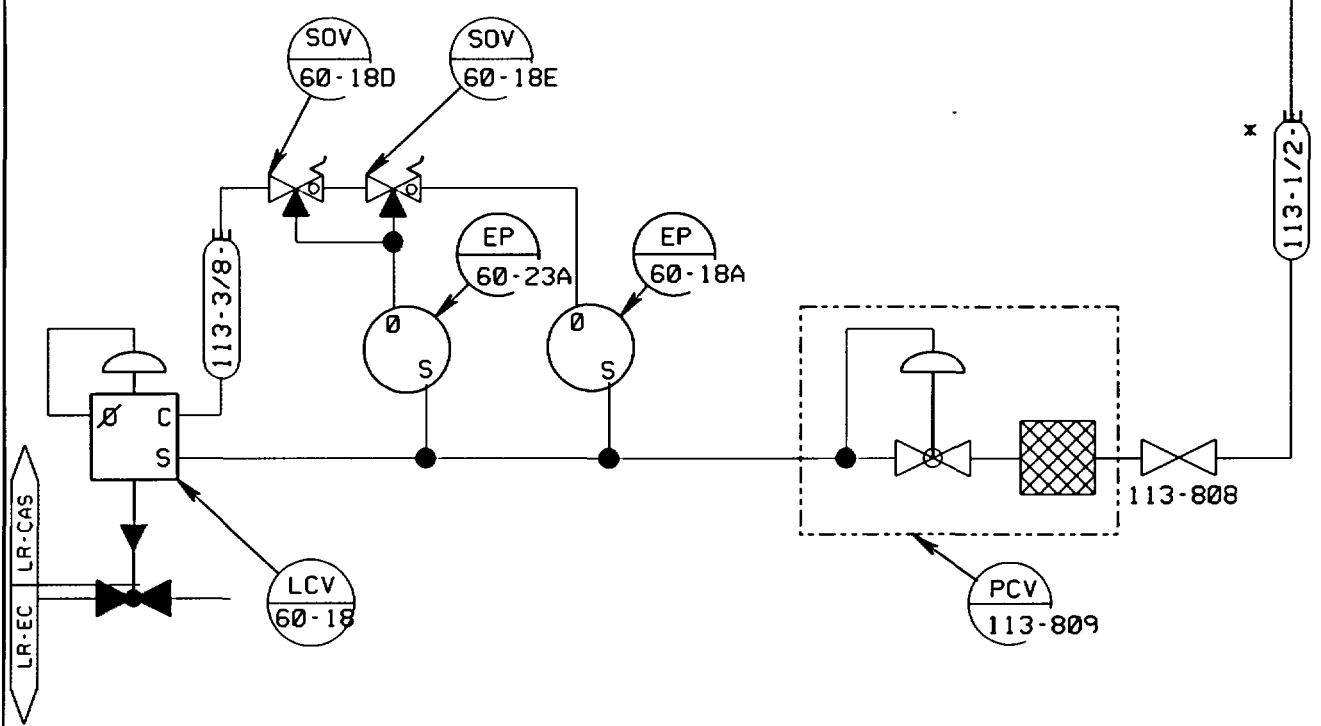 SOV
60-18D
SOV
60-18E
*
113-1/2-
113-3/8-
EP
60-23A
EP
60-18A
Ø
S
Ø
S
Ø
C
S
113-808
LR-CAS
LR-EC
LCV
60-18
PCV
113-809